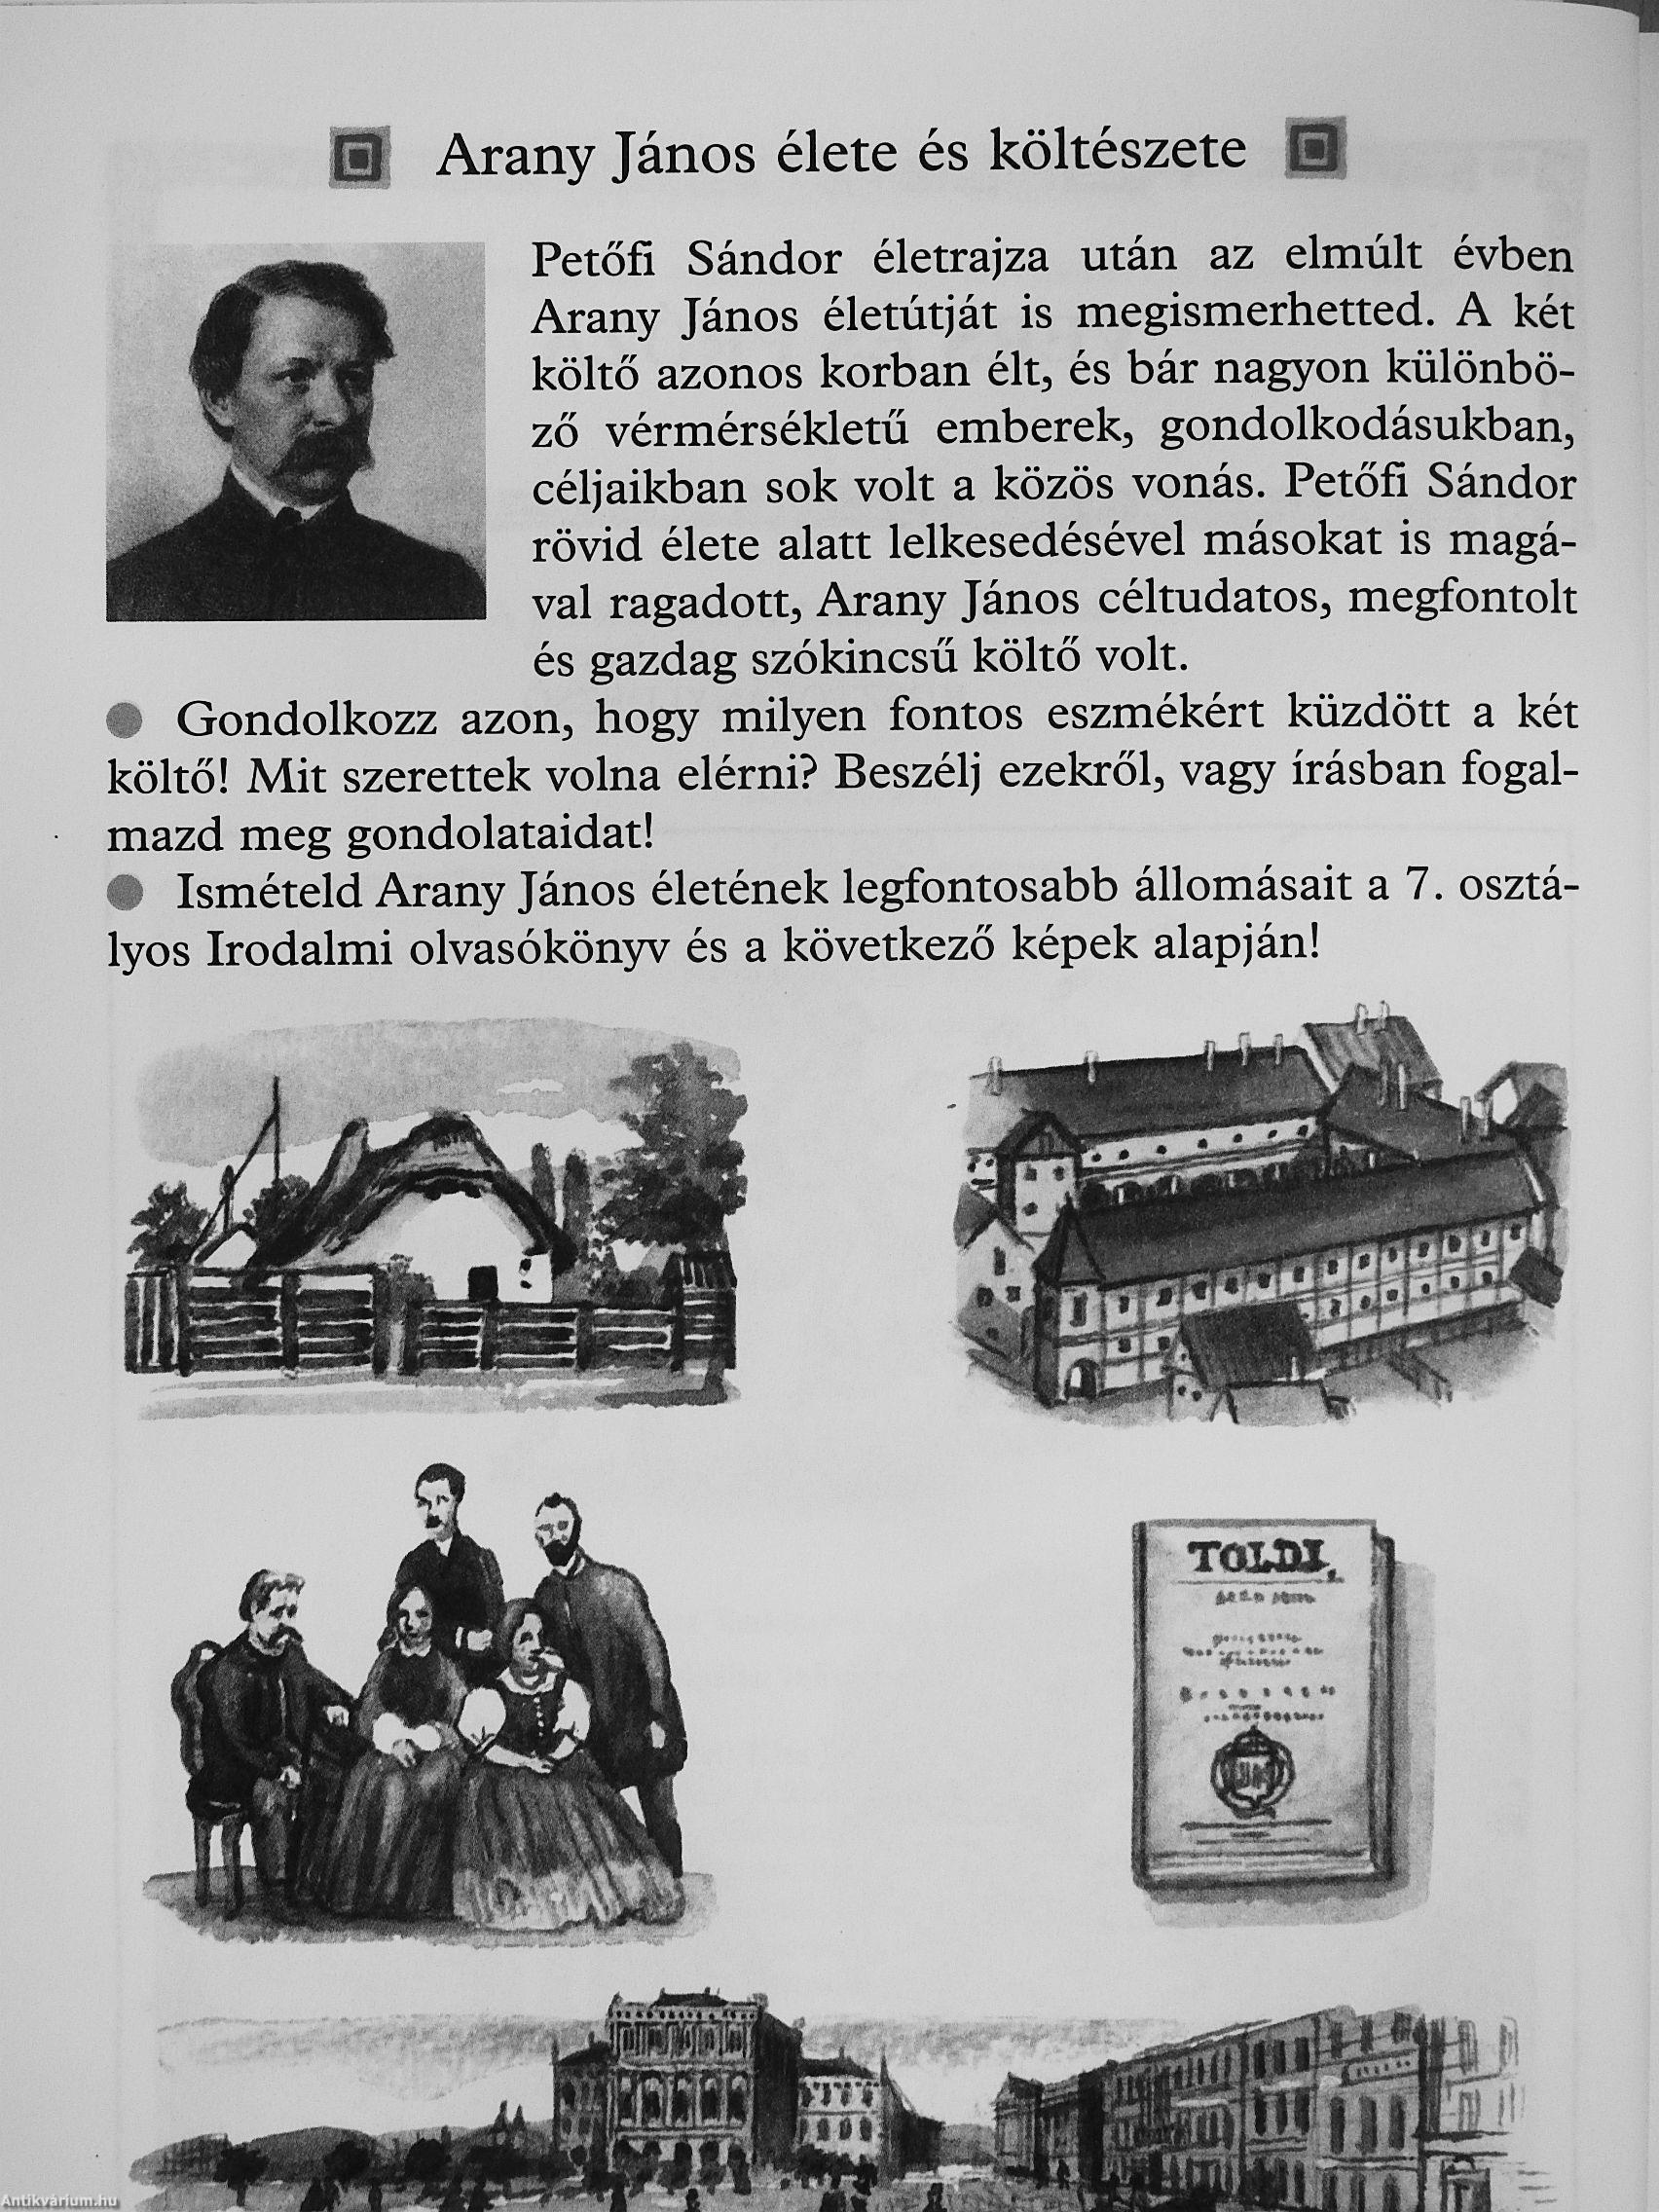 Arany János élete és költészete
Petőfi Sándor életrajza után az elmúlt évben
Arany János életútját is megismerhetted. A két
költő azonos korban élt, és bár nagyon különbö-
ző vérmérsékletű emberek, gondolkodásukban,
céljaikban sok volt a közös vonás. Petőfi Sándor
rövid élete alatt lelkesedésével másokat is magá-
val ragadott, Arany János céltudatos, megfontolt
és gazdag szókincsű költő volt.
Gondolkozz azon, hogy milyen fontos eszmékért küzdött a két
költő! Mit szerettek volna elérni? Beszélj ezekről, vagy írásban fogal-
mazd meg gondolataidat!
Ismételd Arany János életének legfontosabb állomásait a 7. osztá-
lyos Irodalmi olvasókönyv és a következő képek alapján!
TOLDI.
Antikvárium.hu